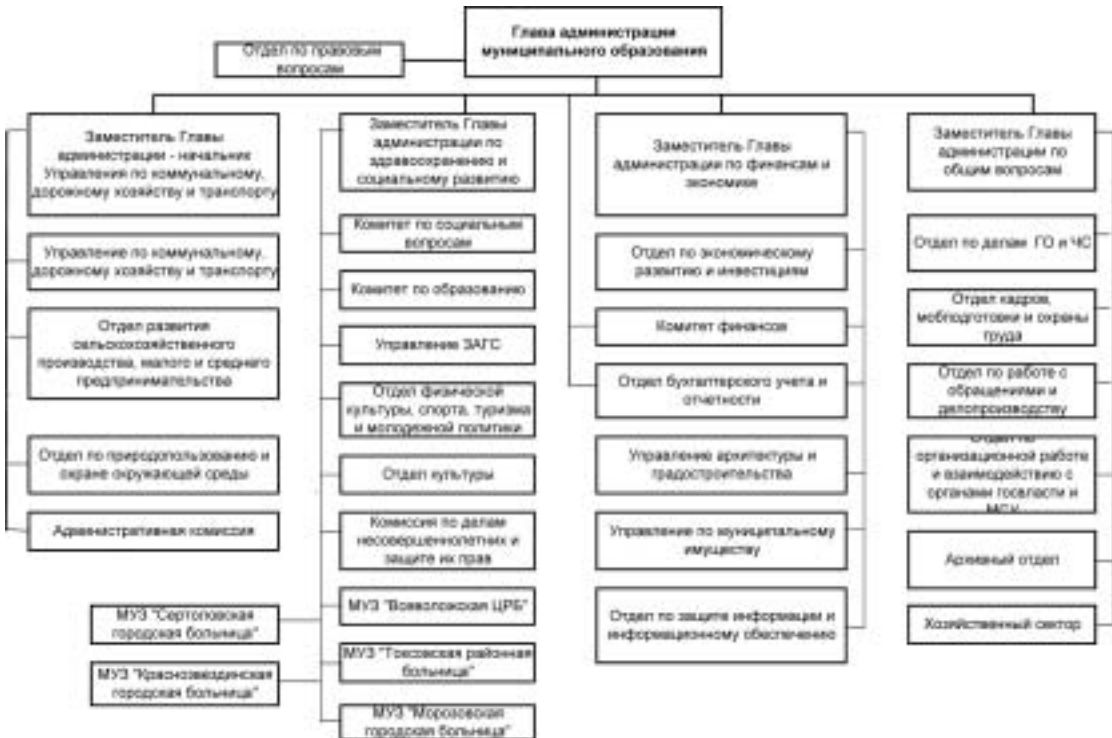 Глава администрации
муниципального образования
Отдел по правовым
вопросам
Заместитель Главы
администрации - начальник
Управления по коммунальному,
дорожному хозяйству и транспорту
Управление по коммунальному,
дорожному хозяйству и транспорту
Отдел развития
сельскохозяйственного
производства, малого и среднего
предпринимательства
Отдел по природопользованию и
охране окружающей среды
Административная комиссия
Заместитель Главы
администрации по
здравоохранению и
социальному развитию
Комитет по социальным
вопросам
Комитет по образованию
Управление ЗАГС
Отдел физической
культуры, спорта, туризма
и молодежной политики
Отдел культуры
Комиссия по делам
несовершеннолетних и
защите их прав
МУЗ "Всеволожская ЦРБ"
МУЗ "Сертоловская
городская больница"
МУЗ "Токсовская районная
больница"
МУЗ "Краснозвездинская
городская больница"
МУЗ "Морозовская
городская больница"
Заместитель Главы
администрации по финансам и
экономике
Отдел по экономическому
развитию и инвестициям
Комитет финансов
Отдел бухгалтерского учета и
отчетности
Управление архитектуры и
градостроительства
Управление по муниципальному
имуществу
Отдел по защите информации и
информационному обеспечению
Заместитель Главы
администрации по
общим вопросам
Отдел по делам ГО и ЧС
Отдел кадров,
мобподготовки и охраны
труда
Отдел по работе с
обращениями и
делопроизводству
Отдел по
организационной работе
и взаимодействию с
органами госвласти и
МСУ
Архивный отдел
Хозяйственный сектор